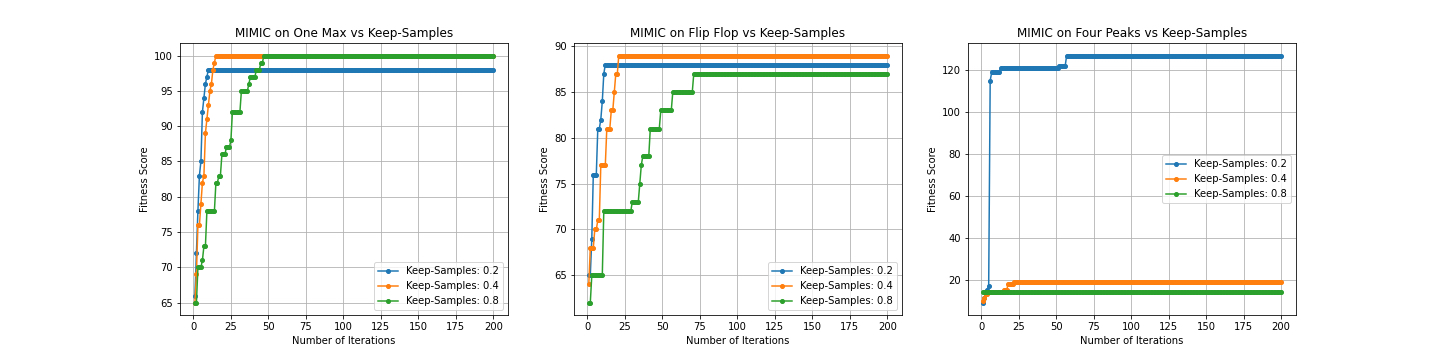 MIMIC on One Max vs Keep-Samples
Fitness Score
100
95
90
85
80
75
70
65
0
25
50
75
100
125
150
175
200
Number of Iterations
Keep-Samples: 0.2
Keep-Samples: 0.4
Keep-Samples: 0.8
MIMIC on Flip Flop vs Keep-Samples
Fitness Score
90
85
80
75
70
65
0
25
50
75
100
125
150
175
200
Number of Iterations
Keep-Samples: 0.2
Keep-Samples: 0.4
Keep-Samples: 0.8
MIMIC on Four Peaks vs Keep-Samples
Fitness Score
120
100
80
60
40
20
0
25
50
75
100
125
150
175
200
Number of Iterations
Keep-Samples: 0.2
Keep-Samples: 0.4
Keep-Samples: 0.8